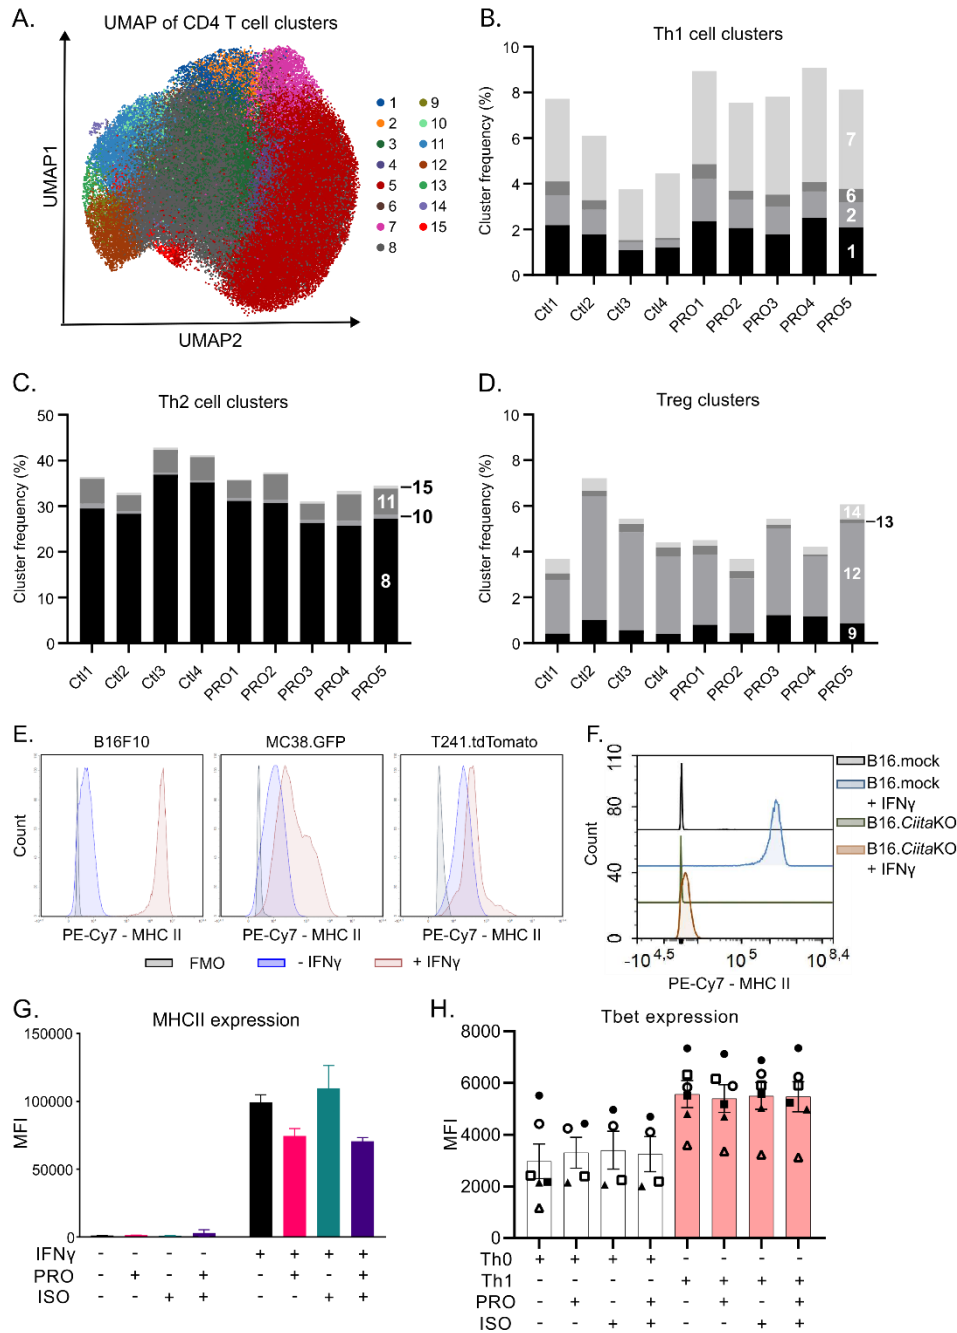 A.
UMAP of CD4 T cell clusters
UMAP1
UMAP2
1
2
3
4
5
6
7
8
9
10
11
12
13
14
15
B.
Th1 cell clusters
Cluster frequency (%)
10
8
6
4
2
0
7
6
2
1
Ctl1 Ctl2 Ctl3 Ctl4 PRO1 PRO2 PRO3 PRO4 PRO5
C.
Th2 cell clusters
Cluster frequency (%)
50
40
30
20
10
0
15
11
10
8
Ctl1 Ctl2 Ctl3 Ctl4 PRO1 PRO2 PRO3 PRO4 PRO5
D.
Treg clusters
Cluster frequency (%)
10
8
6
4
2
0
14
13
12
9
Ctl1 Ctl2 Ctl3 Ctl4 PRO1 PRO2 PRO3 PRO4 PRO5
E.
B16F10 MC38.GFP T241.tdTomato
Count
PE-Cy7 - MHC II PE-Cy7 - MHC II PE-Cy7 - MHC II
FMO - IFNγ + IFNγ
F.
Count
110
80
40
0
-10^4,5 10^5 10^8,4
PE-Cy7 - MHC II
B16.mock
B16.mock
+ IFNγ
B16.CiitaKO
B16.CiitaKO
+ IFNγ
G.
MHCII expression
MFI
150000
100000
50000
0
IFNγ - - - - + + + +
PRO - + - + - + - +
ISO - - + + - - + +
H.
Tbet expression
MFI
8000
6000
4000
2000
0
Th0 + + + + - - - -
Th1 - - - - + + + +
PRO - + - + - + - +
ISO - - + + - - + +